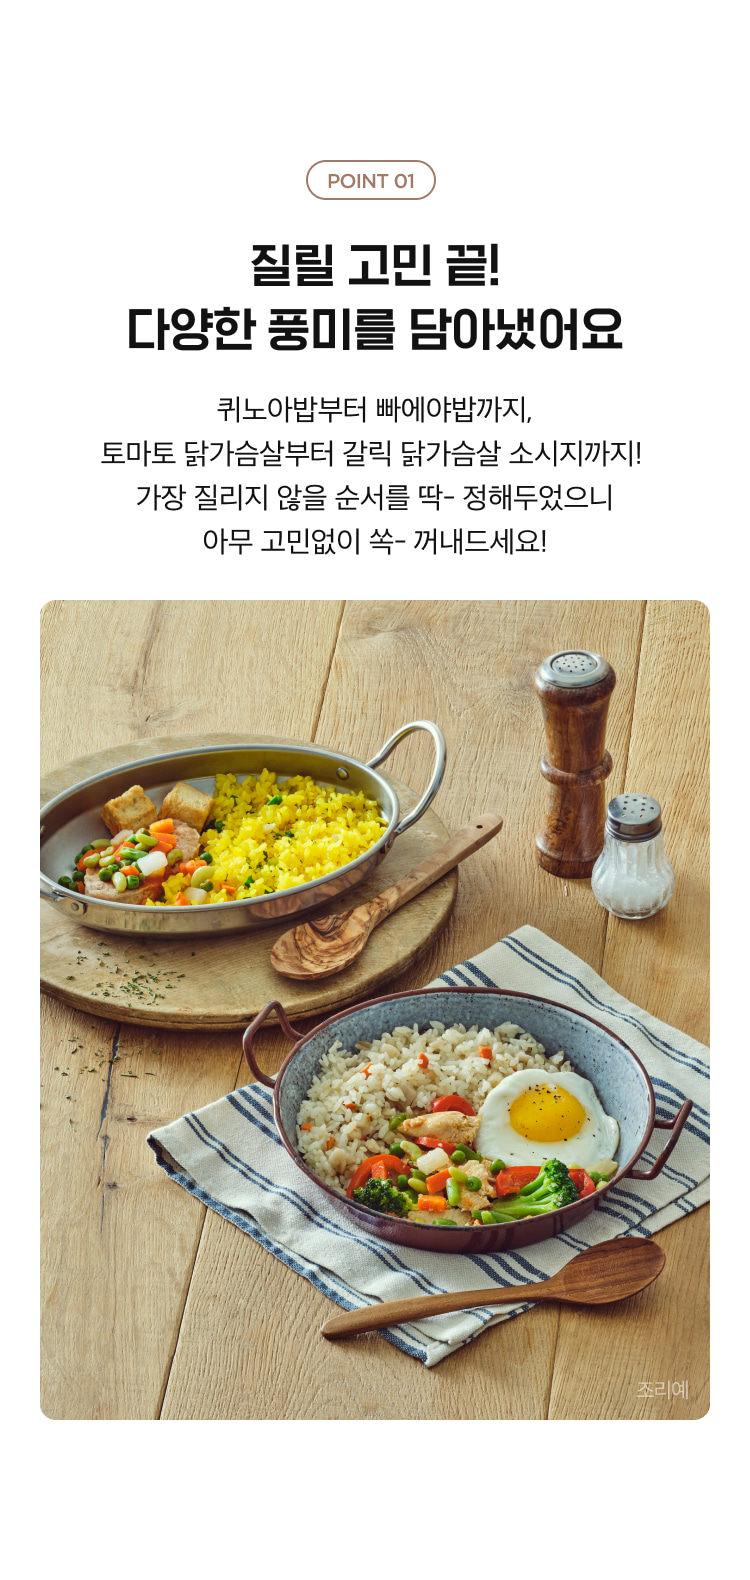 POINT 01
질릴 고민 끝!
다양한 풍미를 담아냈어요
퀴노아밥부터 빠에야밥까지,
토마토 닭가슴살부터 갈릭 닭가슴살 소시지까지!
가장 질리지 않을 순서를 딱- 정해두었으니
아무 고민없이 쏙- 꺼내드세요!
조리예